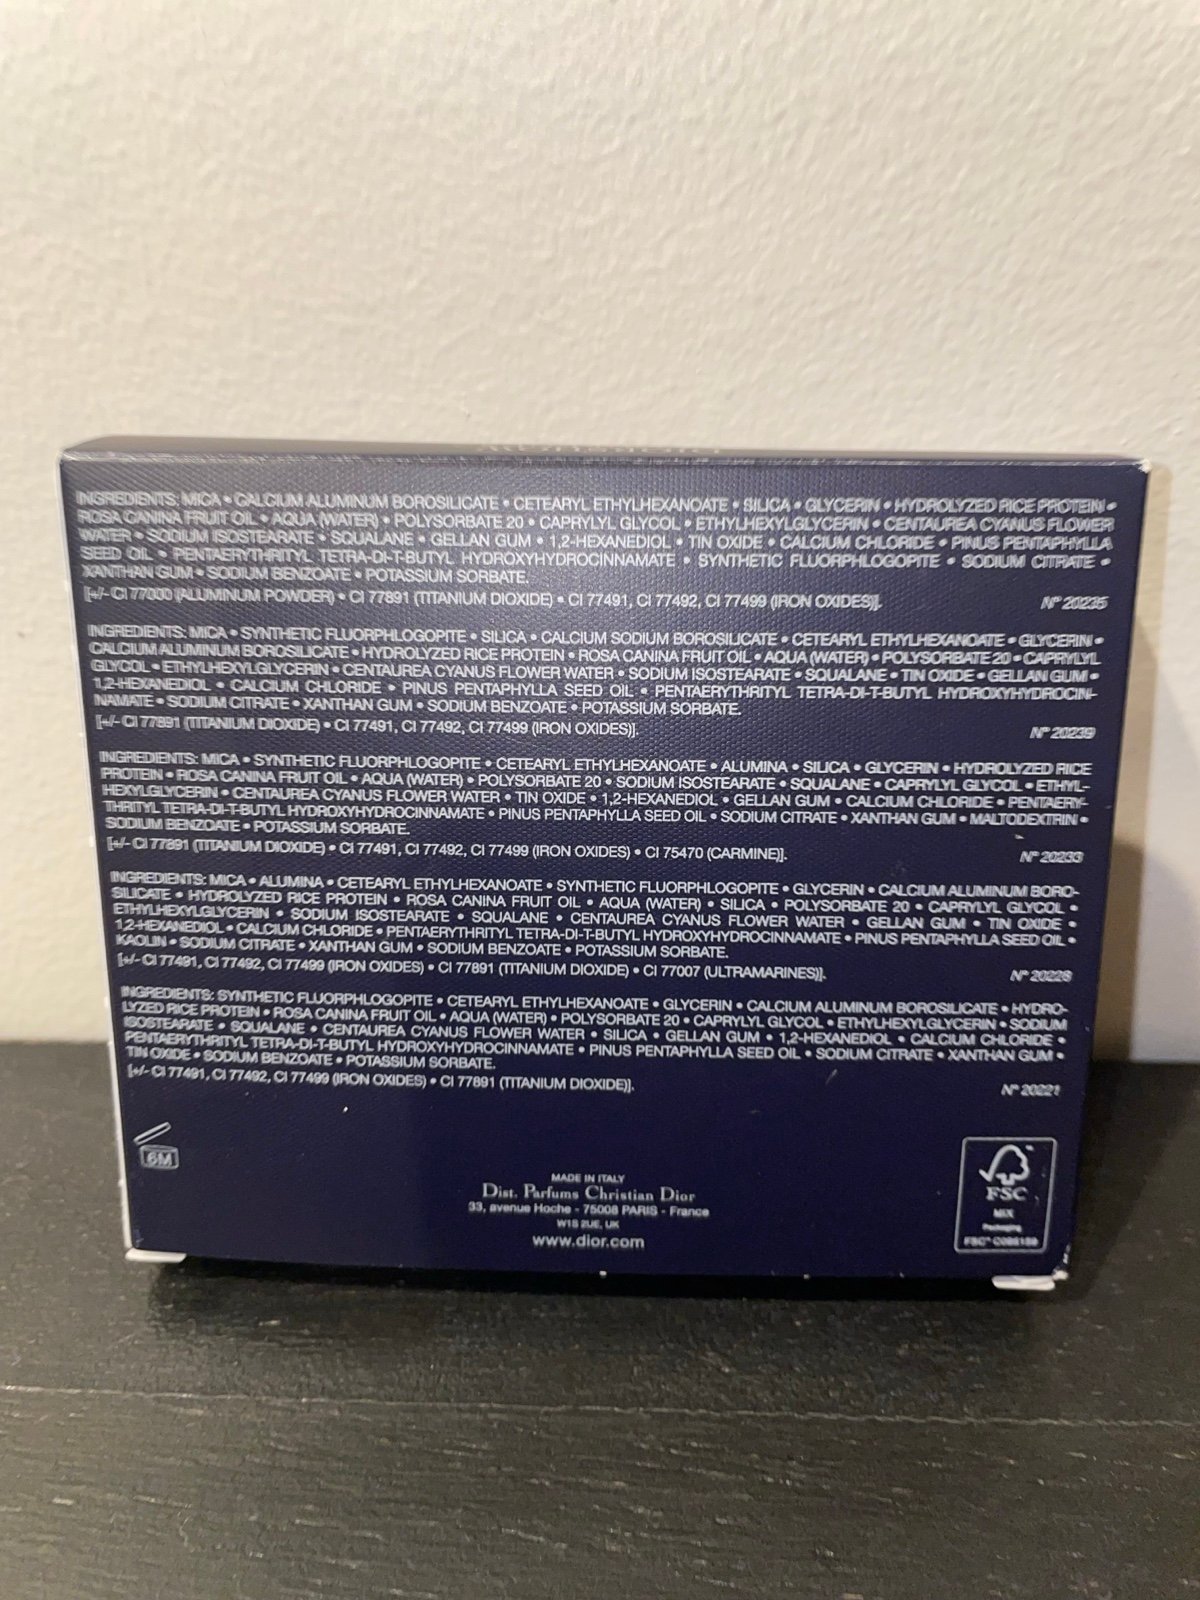 INGREDIENTS: MICA • CALCIUM ALUMINUM BOROSILICATE • CETEARYL ETHYLHEXANOATE • SILICA • GLYCERIN • HYDROLYZED RICE PROTEIN •
ROSA CANINA FRUIT OIL • AQUA (WATER) • POLYSORBATE 20 • CAPRYLYL GLYCOL • ETHYLHEXYLGLYCERIN • CENTAUREA CYANUS FLOWER
WATER • SODIUM ISOSTEARATE • SQUALANE • GELLAN GUM • 1,2-HEXANEDIOL • TIN OXIDE • CALCIUM CHLORIDE • PINUS PENTAPHYLLA
SEED OIL • PENTAERYTHRITYL TETRA-DI-T-BUTYL HYDROXYHYDROCINNAMATE • SYNTHETIC FLUORPHLOGOPITE • SODIUM CITRATE •
XANTHAN GUM • SODIUM BENZOATE • POTASSIUM SORBATE.
[+/- CI 77000 (ALUMINUM POWDER) • CI 77891 (TITANIUM DIOXIDE) • CI 77491, CI 77492, CI 77499 (IRON OXIDES)]. N° 20235
INGREDIENTS: MICA • SYNTHETIC FLUORPHLOGOPITE • SILICA • CALCIUM SODIUM BOROSILICATE • CETEARYL ETHYLHEXANOATE • GLYCERIN •
CALCIUM ALUMINUM BOROSILICATE • HYDROLYZED RICE PROTEIN • ROSA CANINA FRUIT OIL • AQUA (WATER) • POLYSORBATE 20 • CAPRYLYL
GLYCOL • ETHYLHEXYLGLYCERIN • CENTAUREA CYANUS FLOWER WATER • SODIUM ISOSTEARATE • SQUALANE • TIN OXIDE • GELLAN GUM •
1,2-HEXANEDIOL • CALCIUM CHLORIDE • PINUS PENTAPHYLLA SEED OIL • PENTAERYTHRITYL TETRA-DI-T-BUTYL HYDROXYHYDROCIN-
NAMATE • SODIUM CITRATE • XANTHAN GUM • SODIUM BENZOATE • POTASSIUM SORBATE.
[+/- CI 77891 (TITANIUM DIOXIDE) • CI 77491, CI 77492, CI 77499 (IRON OXIDES)]. N° 20239
INGREDIENTS: MICA • SYNTHETIC FLUORPHLOGOPITE • CETEARYL ETHYLHEXANOATE • ALUMINA • SILICA • GLYCERIN • HYDROLYZED RICE
PROTEIN • ROSA CANINA FRUIT OIL • AQUA (WATER) • POLYSORBATE 20 • SODIUM ISOSTEARATE • SQUALANE • CAPRYLYL GLYCOL • ETHYL-
HEXYLGLYCERIN • CENTAUREA CYANUS FLOWER WATER • TIN OXIDE • 1,2-HEXANEDIOL • GELLAN GUM • CALCIUM CHLORIDE • PENTAERY-
THRITYL TETRA-DI-T-BUTYL HYDROXYHYDROCINNAMATE • PINUS PENTAPHYLLA SEED OIL • SODIUM CITRATE • XANTHAN GUM • MALTODEXTRIN •
SODIUM BENZOATE • POTASSIUM SORBATE.
[+/- CI 77891 (TITANIUM DIOXIDE) • CI 77491, CI 77492, CI 77499 (IRON OXIDES) • CI 75470 (CARMINE)]. N° 20233
INGREDIENTS: MICA • ALUMINA • CETEARYL ETHYLHEXANOATE • SYNTHETIC FLUORPHLOGOPITE • GLYCERIN • CALCIUM ALUMINUM BORO-
SILICATE • HYDROLYZED RICE PROTEIN • ROSA CANINA FRUIT OIL • AQUA (WATER) • SILICA • POLYSORBATE 20 • CAPRYLYL GLYCOL •
ETHYLHEXYLGLYCERIN • SODIUM ISOSTEARATE • SQUALANE • CENTAUREA CYANUS FLOWER WATER • GELLAN GUM • TIN OXIDE •
1,2-HEXANEDIOL • CALCIUM CHLORIDE • PENTAERYTHRITYL TETRA-DI-T-BUTYL HYDROXYHYDROCINNAMATE • PINUS PENTAPHYLLA SEED OIL •
KAOLIN • SODIUM CITRATE • XANTHAN GUM • SODIUM BENZOATE • POTASSIUM SORBATE.
[+/- CI 77491, CI 77492, CI 77499 (IRON OXIDES) • CI 77891 (TITANIUM DIOXIDE) • CI 77007 (ULTRAMARINES)]. N° 20228
INGREDIENTS: SYNTHETIC FLUORPHLOGOPITE • CETEARYL ETHYLHEXANOATE • GLYCERIN • CALCIUM ALUMINUM BOROSILICATE • HYDRO-
LYZED RICE PROTEIN • ROSA CANINA FRUIT OIL • AQUA (WATER) • POLYSORBATE 20 • CAPRYLYL GLYCOL • ETHYLHEXYLGLYCERIN • SODIUM
ISOSTEARATE • SQUALANE • CENTAUREA CYANUS FLOWER WATER • SILICA • GELLAN GUM • 1,2-HEXANEDIOL • CALCIUM CHLORIDE •
PENTAERYTHRITYL TETRA-DI-T-BUTYL HYDROXYHYDROCINNAMATE • PINUS PENTAPHYLLA SEED OIL • SODIUM CITRATE • XANTHAN GUM •
TIN OXIDE • SODIUM BENZOATE • POTASSIUM SORBATE.
[+/- CI 77491, CI 77492, CI 77499 (IRON OXIDES) • CI 77891 (TITANIUM DIOXIDE)]. N° 20221
6M
MADE IN ITALY
Dist. Parfums Christian Dior
33, avenue Hoche - 75008 PARIS - France
W1S 2UE, UK
www.dior.com
FSC
MIX
Packaging